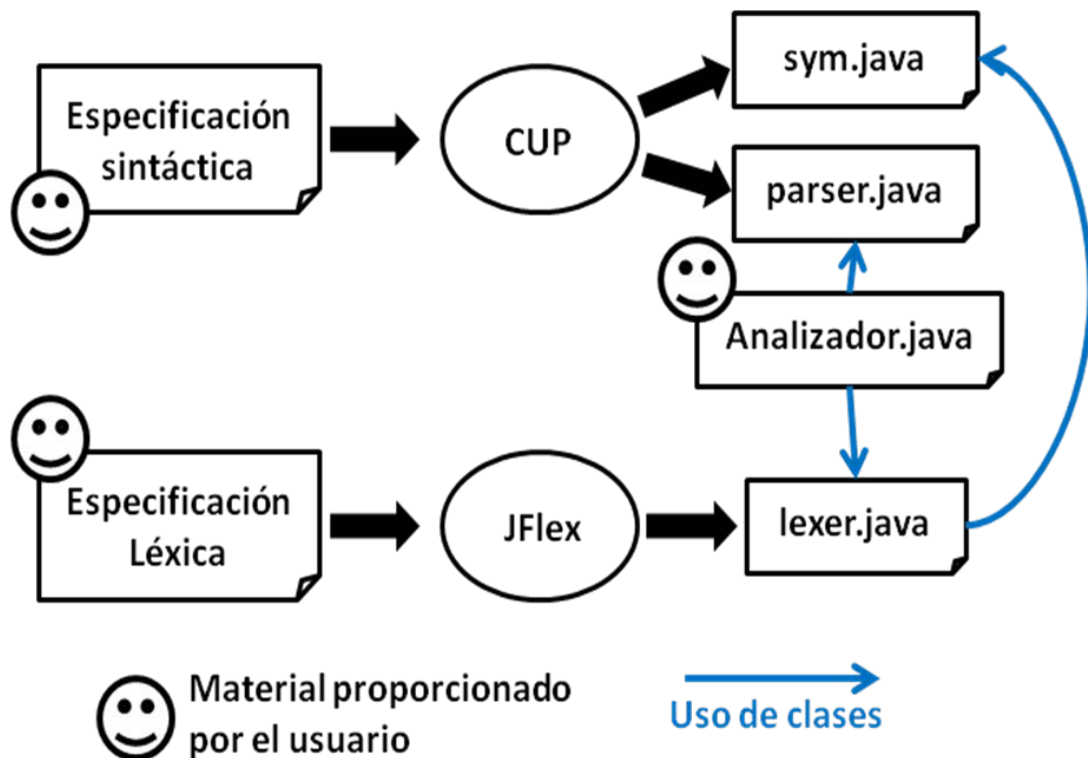 sym.java
Especificación
sintáctica
CUP
parser.java
Analizador.java
Especificación
Léxica
JFlex
lexer.java
Material proporcionado
por el usuario
Uso de clases